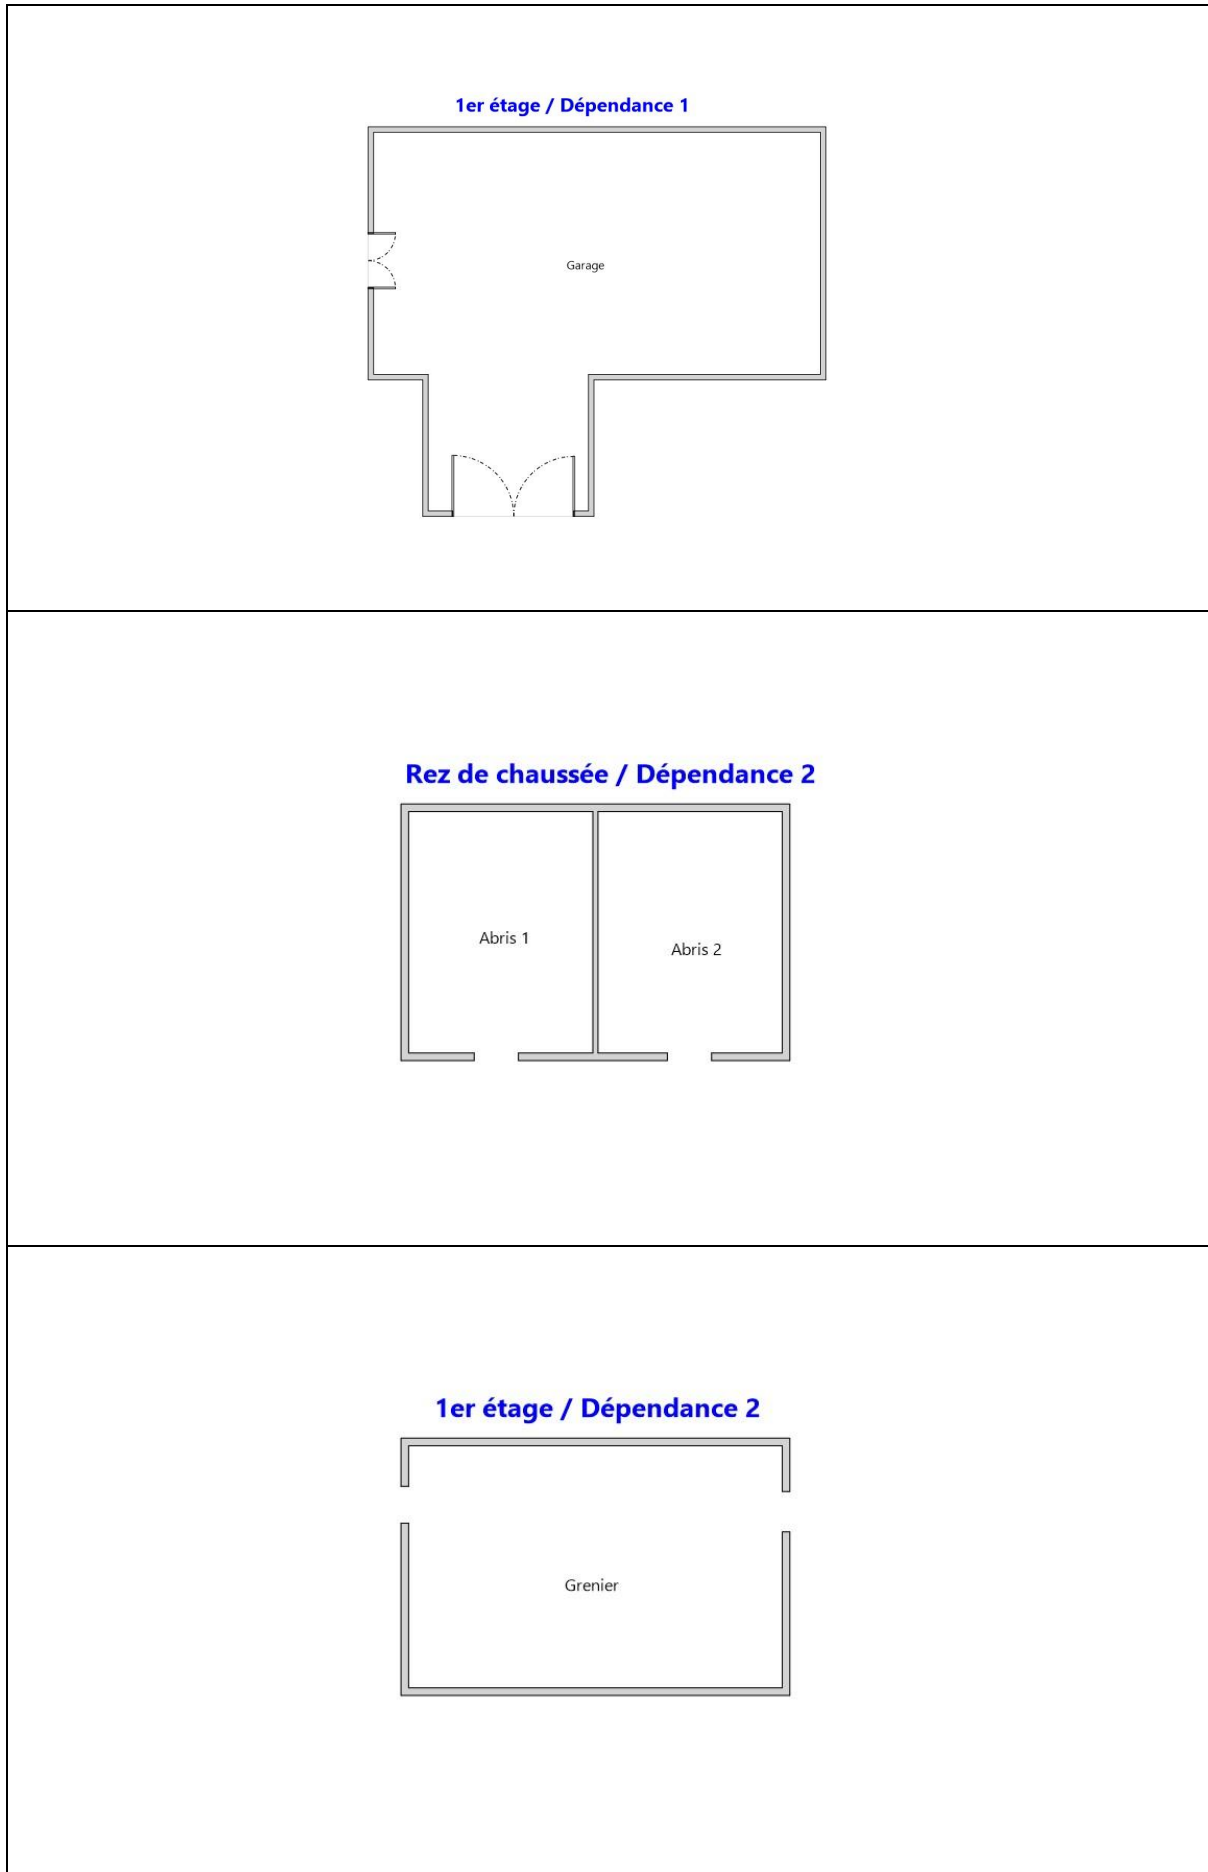 1er étage / Dépendance 1
Garage
Rez de chaussée / Dépendance 2
Abris 1
Abris 2
1er étage / Dépendance 2
Grenier